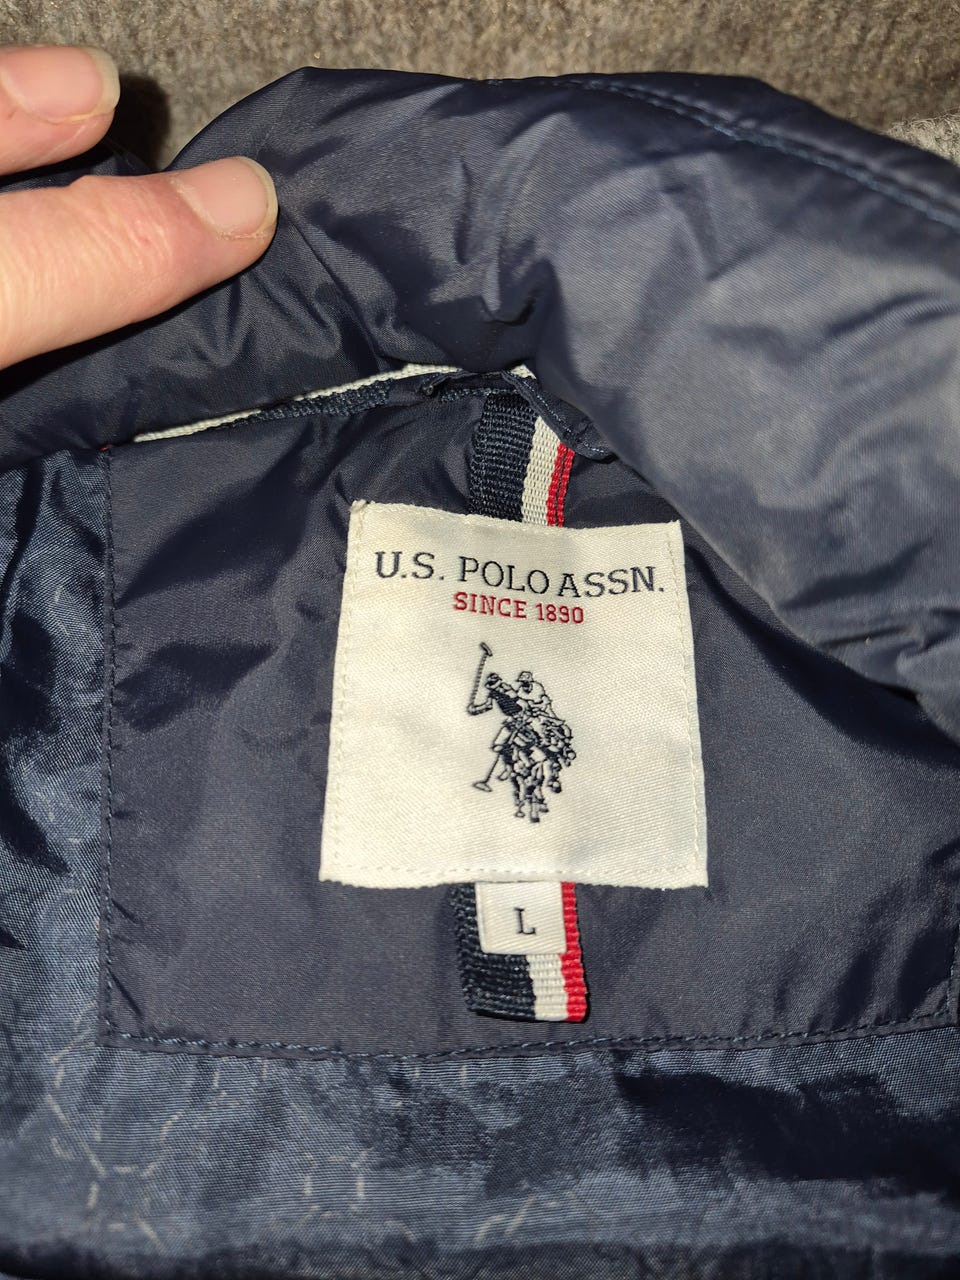 U.S. POLO ASSN.
SINCE 1890
L